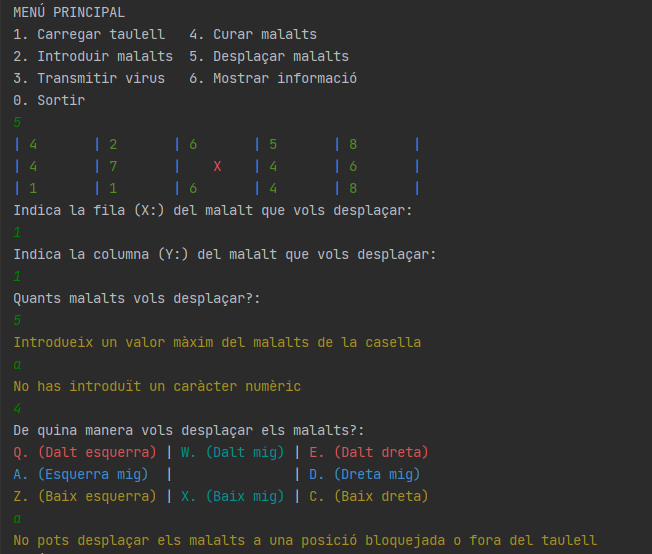 MENÚ PRINCIPAL
1. Carregar taulell   4. Curar malalts
2. Introduir malalts  5. Desplaçar malalts
3. Transmitir virus   6. Mostrar informació
0. Sortir
5
| 4       | 2       | 6       | 5       | 8       |
| 4       | 7       |    X    | 4       | 6       |
| 1       | 1       | 6       | 4       | 8       |
Indica la fila (X:) del malalt que vols desplaçar:
1
Indica la columna (Y:) del malalt que vols desplaçar:
1
Quants malalts vols desplaçar?:
5
Introdueix un valor màxim del malalts de la casella
a
No has introduït un caràcter numèric
4
De quina manera vols desplaçar els malalts?:
Q. (Dalt esquerra) | W. (Dalt mig) | E. (Dalt dreta)
A. (Esquerra mig)  |               | D. (Dreta mig)
Z. (Baix esquerra) | X. (Baix mig) | C. (Baix dreta)
a
No pots desplaçar els malalts a una posició bloquejada o fora del taulell